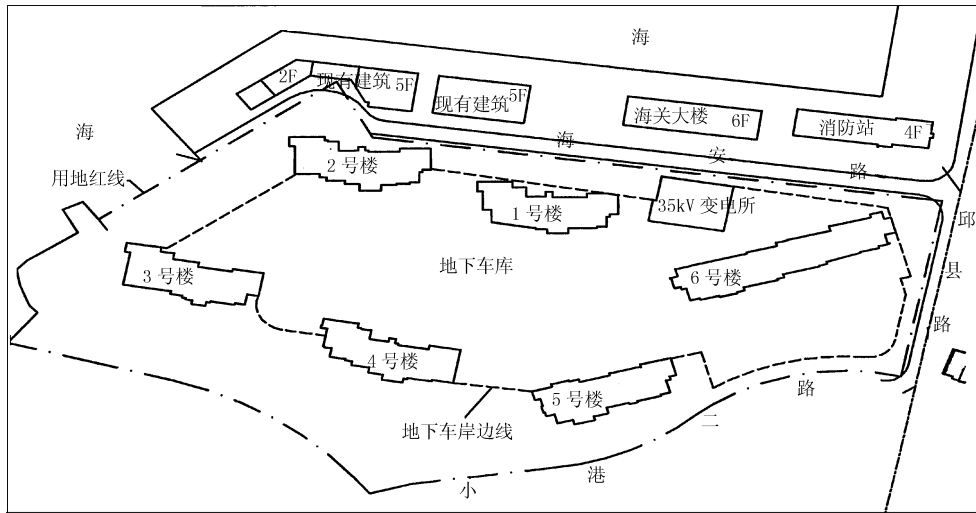 海
2F
现有建筑 5F
现有建筑 5F
海关大楼 6F
消防站 4F
海
海安路
用地红线
2号楼
1号楼
35kV 变电所
邱县路
3号楼
地下车库
6号楼
4号楼
5号楼
地下车岸边线
小港二路